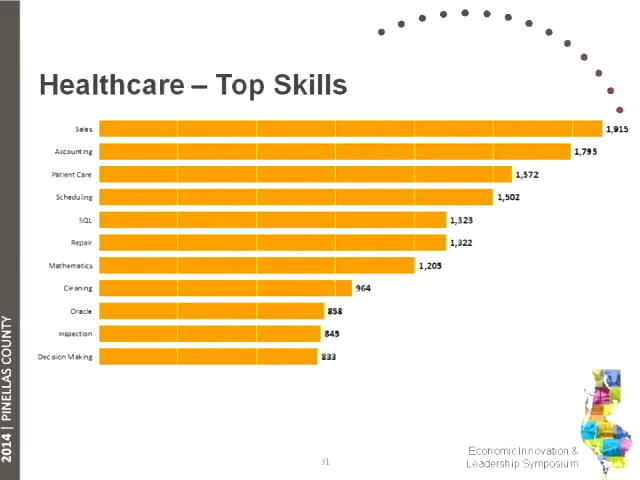 Healthcare – Top Skills
Sales 1,915
Accounting 1,795
Patient Care 1,572
Scheduling 1,502
SQL 1,323
Repair 1,322
Mathematics 1,205
Cleaning 964
Oracle 858
Inspection 845
Decision Making 833
2014 | PINELLAS COUNTY
31
Economic Innovation &
Leadership Symposium